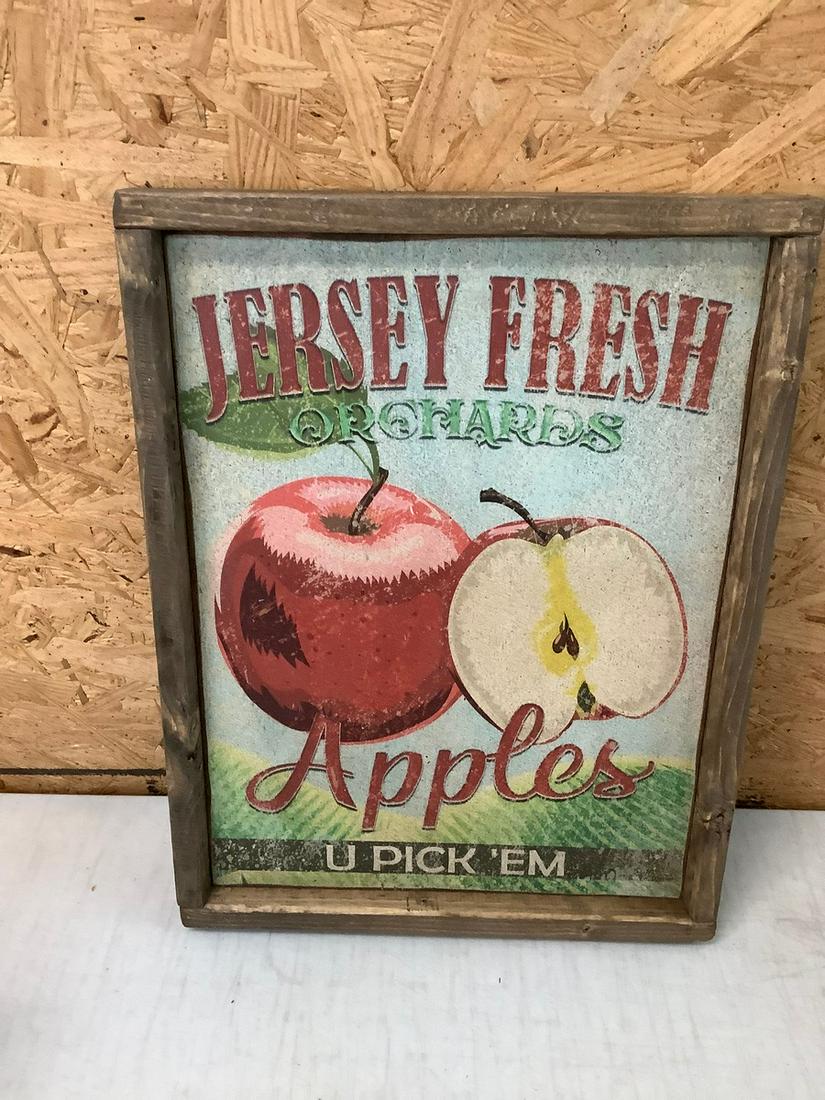 JERSEY FRESH
ORCHARDS
Apples
U PICK 'EM